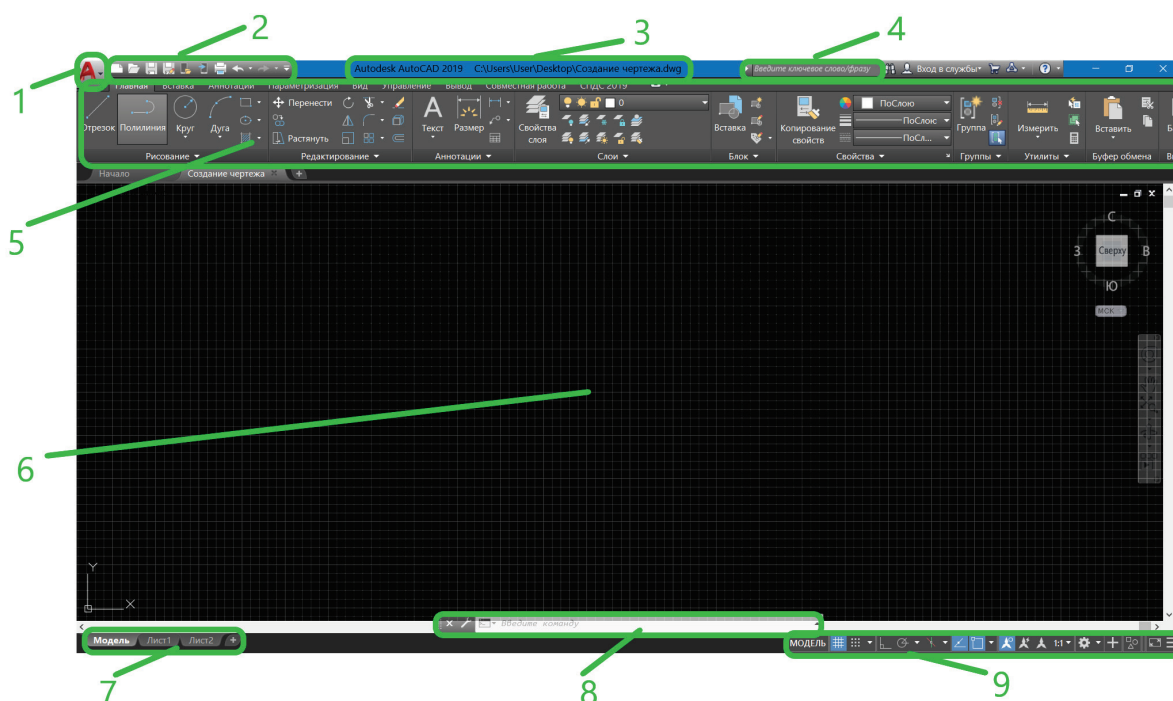 2
3
4
1
A
Autodesk AutoCAD 2019 C:\Users\User\Desktop\Создание чертежа.dwg
Введите ключевое слово/фразу
Вход в службы
?
Главная Вставка Аннотации Параметризация Вид Управление Вывод Совместная работа СПДС 2019
Отрезок Полилиния Круг Дуга
Перенести
Растянуть
A
Текст Размер
Свойства слоя
0
Вставка
Копирование свойств
ПоСлою
ПоСлою
ПоСл...
Группа
Измерить
Вставить
Рисование Редактирование Аннотации Слои Блок Свойства Группы Утилиты Буфер обмена
Начало Создание чертежа × +
5
С
З Сверху В
Ю
МСК
6
Y
X
Введите команду
Модель Лист1 Лист2 +
МОДЕЛЬ 1:1
7
8
9